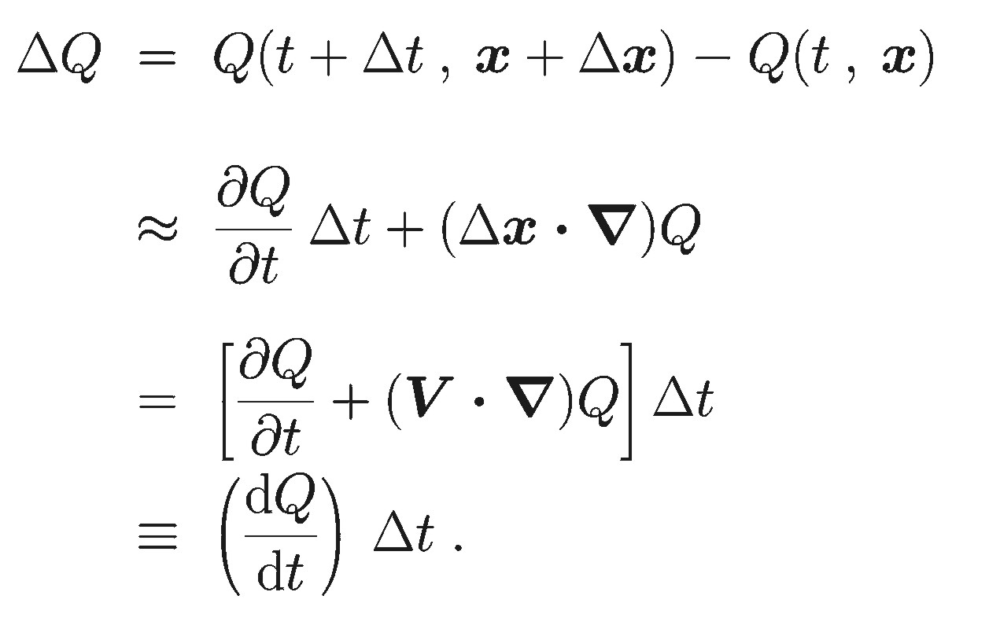 ΔQ = Q(t + Δt , 𝒙 + Δ𝒙) − Q(t , 𝒙)
≈ ∂Q/∂t Δt + (Δ𝒙 · ∇)Q
= [∂Q/∂t + (𝑽 · ∇)Q] Δt
≡ (dQ/dt) Δt .